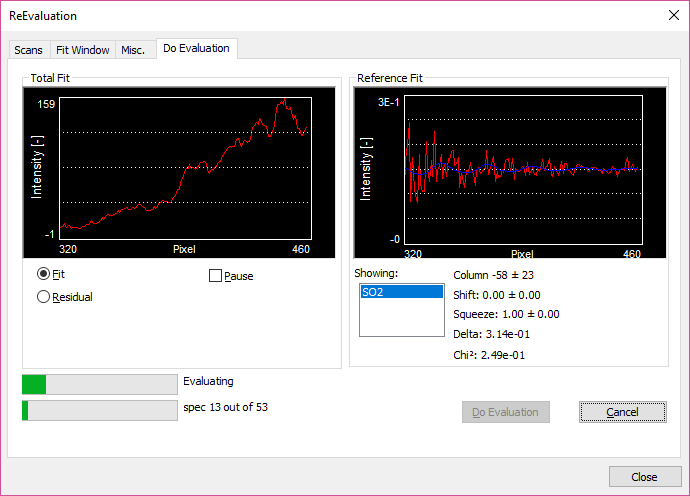 ReEvaluation
Scans Fit Window Misc. Do Evaluation
Total Fit
159
Intensity [-]
-1
320 Pixel 460
Fit
Residual
Pause
Reference Fit
3E-1
Intensity [-]
-0
320 Pixel 460
Showing:
SO2
Column -58 ± 23
Shift: 0.00 ± 0.00
Squeeze: 1.00 ± 0.00
Delta: 3.14e-01
Chi²: 2.49e-01
Evaluating
spec 13 out of 53
Do Evaluation Cancel
Close